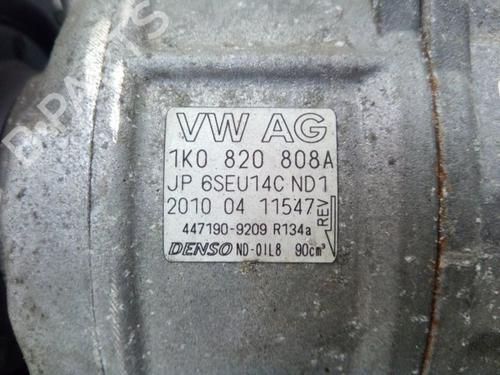 VW AG
1K0 820 808A
JP 6SEU14C ND1
2010 04 11547
REV
447190-9209 R134a
DENSO ND-OIL8 90cm³
B-PARTS